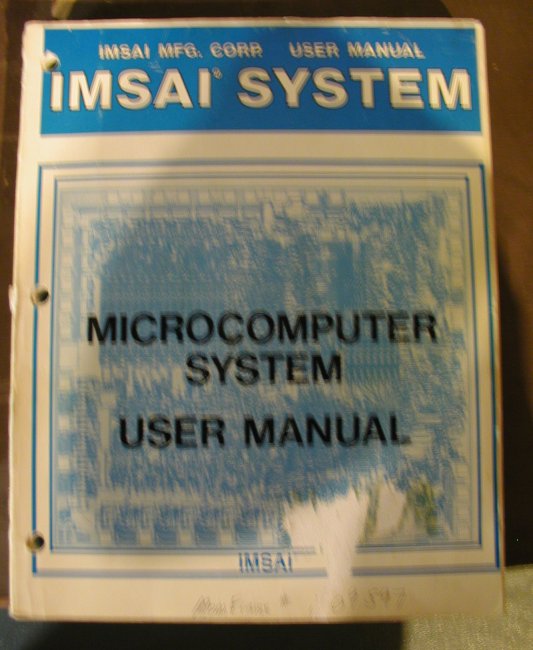 IMSAI MFG. CORP. USER MANUAL
IMSAI® SYSTEM
MICROCOMPUTER
SYSTEM
USER MANUAL
IMSAI